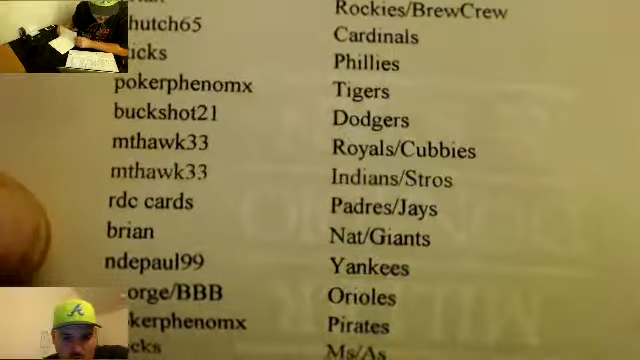 Rockies/BrewCrew
hutch65 Cardinals
Phillies
pokerphenomx Tigers
buckshot21 Dodgers
mthawk33 Royals/Cubbies
mthawk33 Indians/Stros
rdc cards Padres/Jays
brian Nat/Giants
ndepaul99 Yankees
orge/BBB Orioles
kerphenomx Pirates
Ms/As